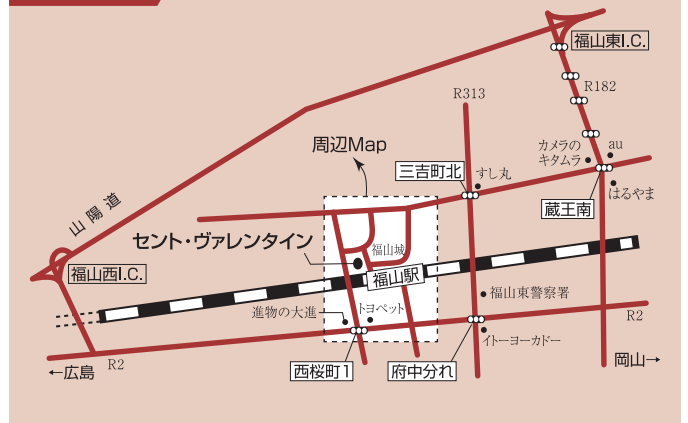 福山東I.C.
R182
R313
周辺Map
カメラの
キタムラ
au
三吉町北
すし丸
はるやま
蔵王南
山陽道
セント・ヴァレンタイン
福山城
福山西I.C.
福山駅
福山東警察署
進物の大進
トヨペット
R2
イトーヨーカドー
R2
←広島
西桜町1
府中分れ
岡山→